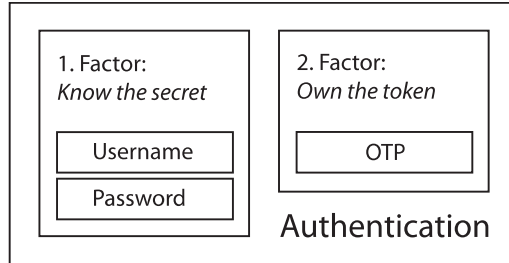 1. Factor:
Know the secret
Username
Password
2. Factor:
Own the token
OTP
Authentication